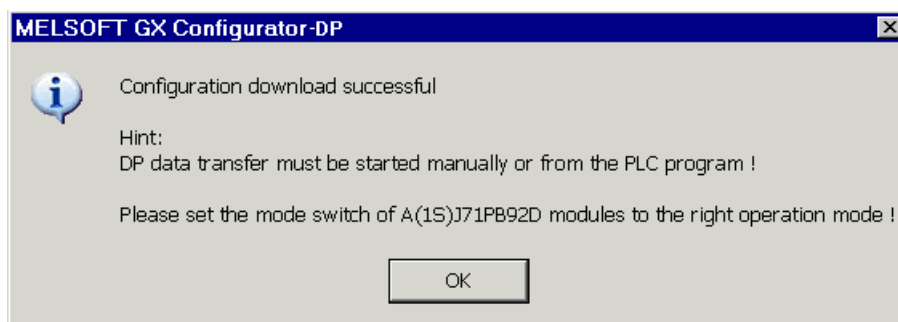 MELSOFT GX Configurator-DP
Configuration download successful
Hint:
DP data transfer must be started manually or from the PLC program !
Please set the mode switch of A(1S)J71PB92D modules to the right operation mode !
OK